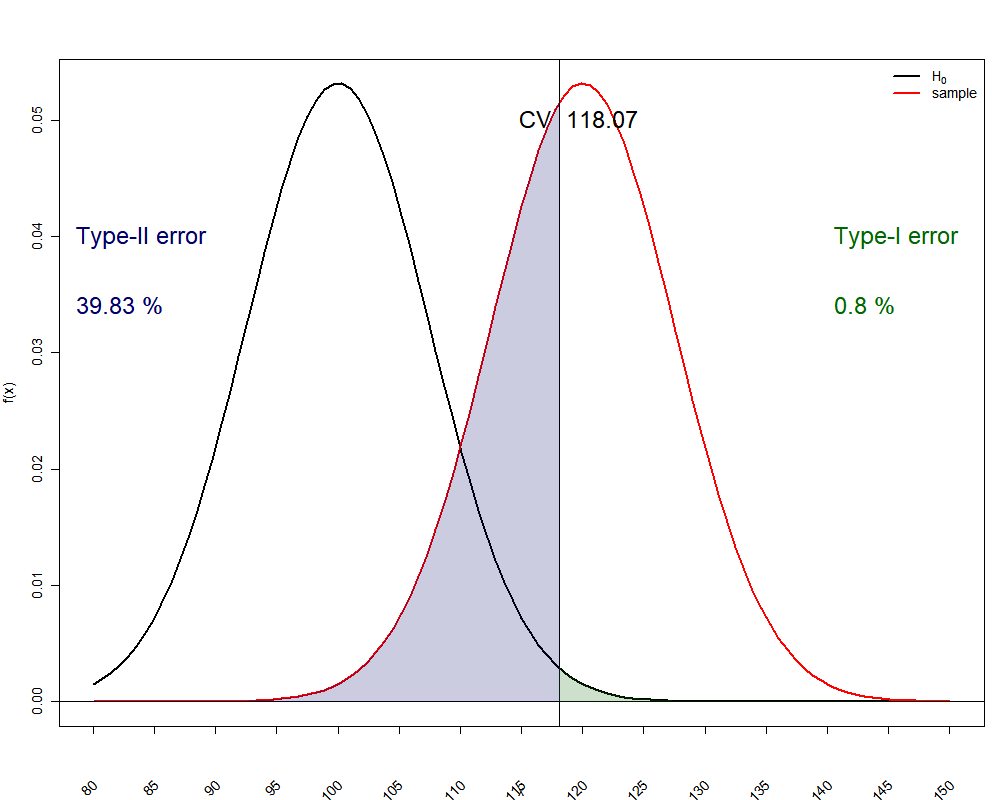 H0
sample
CV 118.07
Type-II error
Type-I error
39.83 %
0.8 %
f(x)
0.00 0.01 0.02 0.03 0.04 0.05
80 85 90 95 100 105 110 115 120 125 130 135 140 145 150